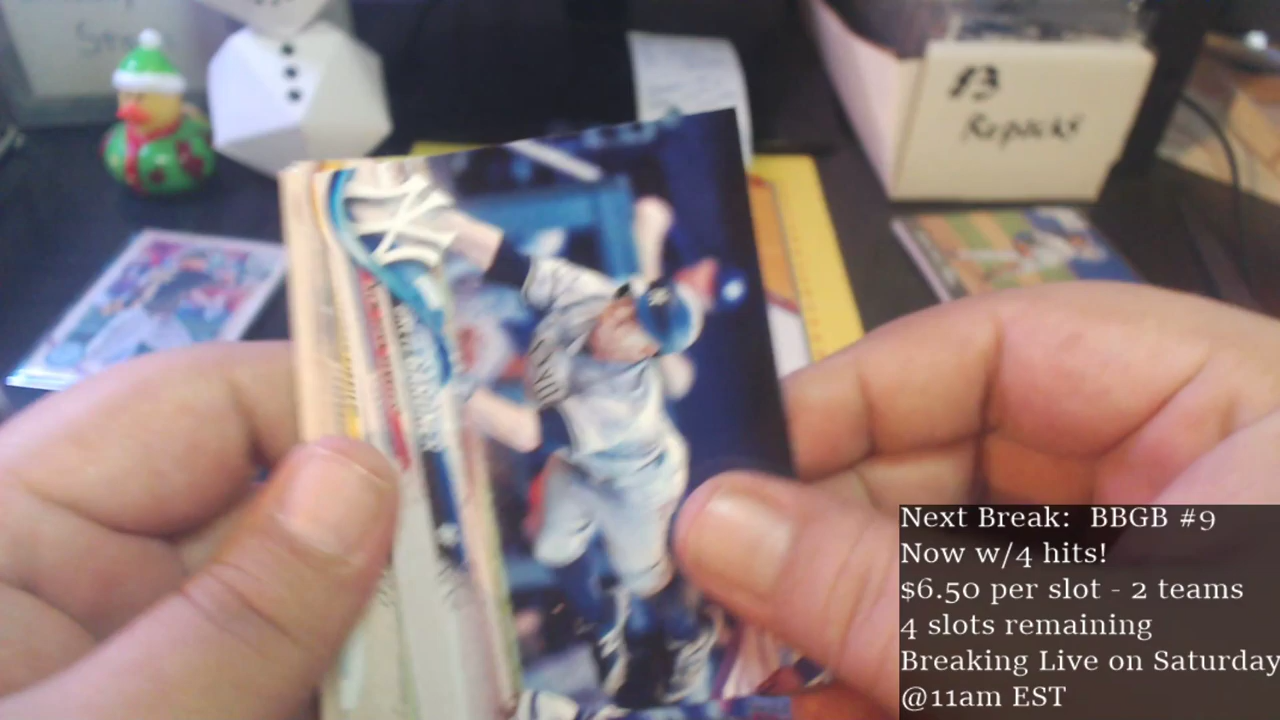 $3
Repacks
NY
Next Break: BBGB #9
Now w/4 hits!
$6.50 per slot - 2 teams
4 slots remaining
Breaking Live on Saturday
@11am EST